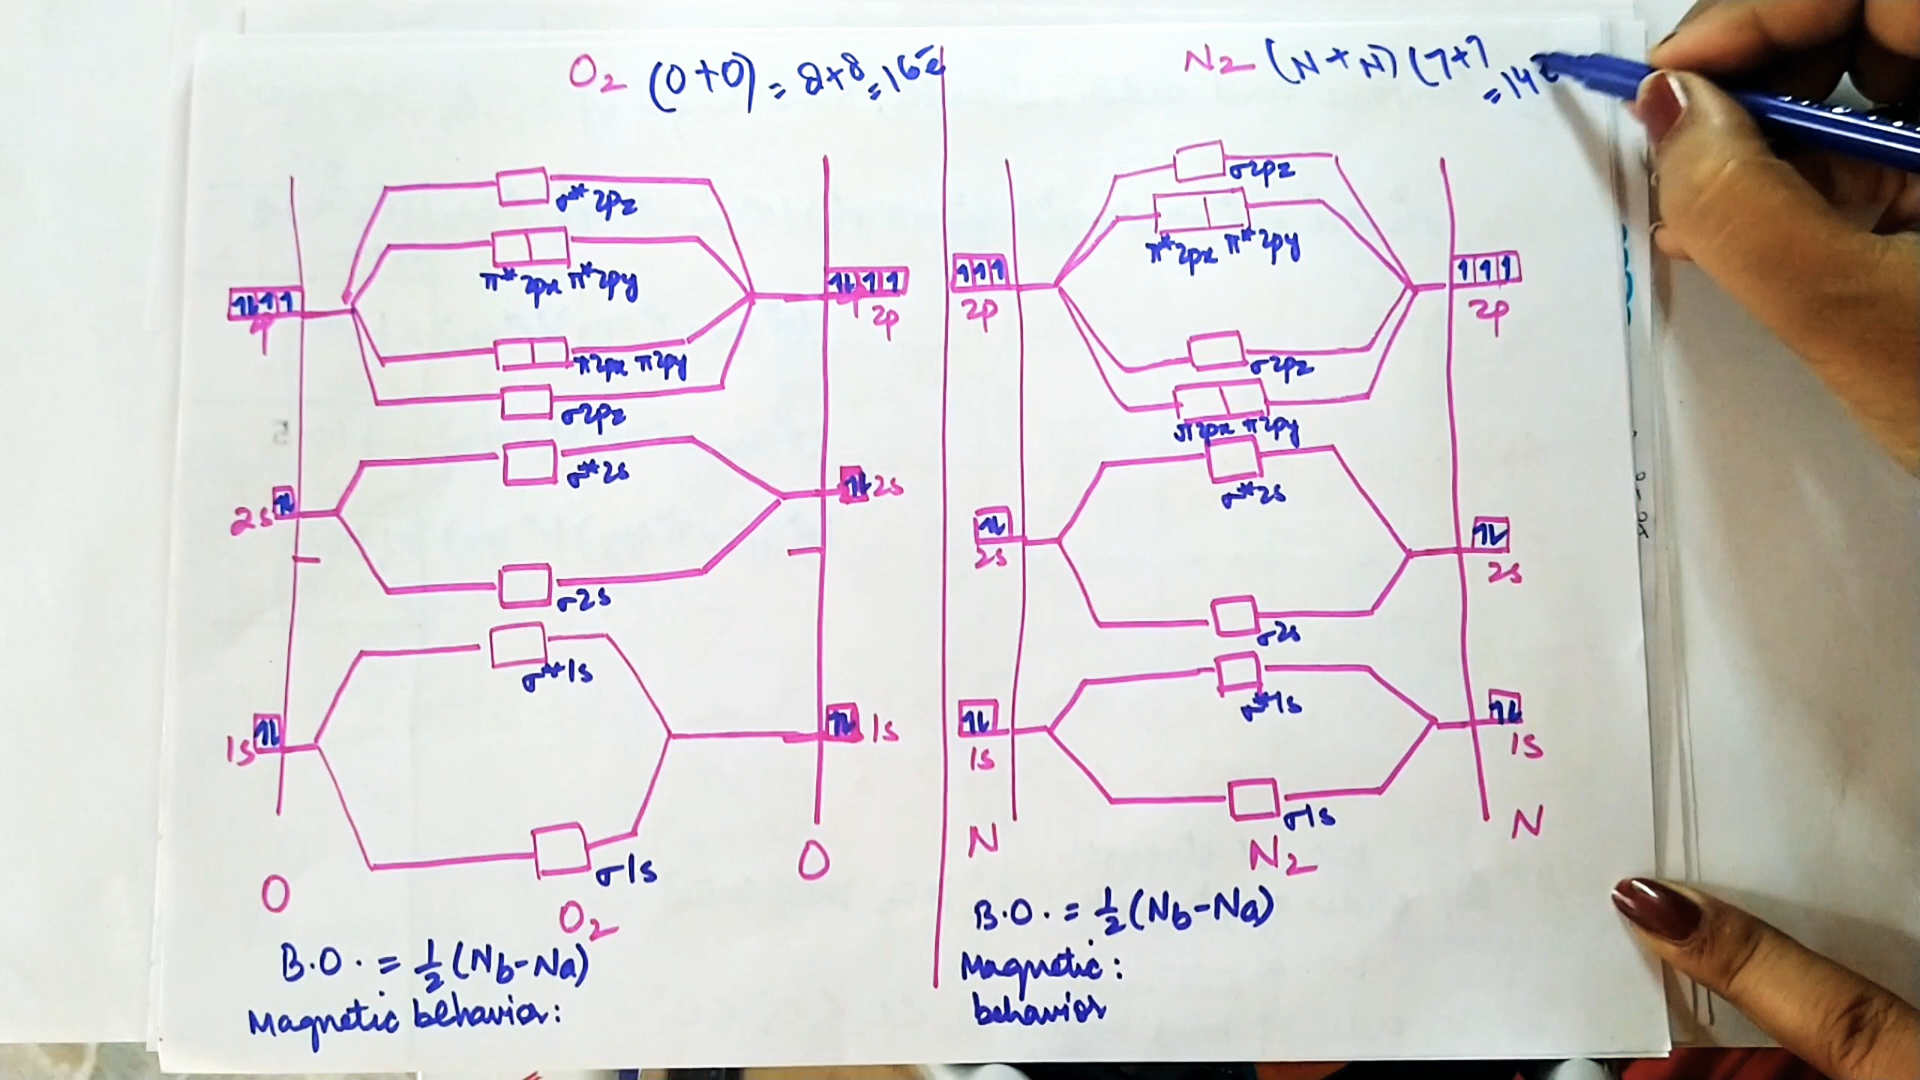 O2 (O+O) = 8+8 = 16e⁻
σ*2pz
π*2px π*2py
2p
2p
π2px π2py
σ2pz
σ*2s
2s
2s
σ2s
σ*1s
1s
1s
σ1s
O
O
O2
B.O. = 1/2 (Nb-Na)
Magnetic behavior:
N2 (N+N) (7+7
= 14
σ2pz
π*2px π*2py
2p
2p
σ2pz
π2px π2py
σ*2s
2s
2s
σ2s
σ*1s
1s
1s
σ1s
N
N
N2
B.O. = 1/2 (Nb-Na)
Magnetic :
behavior